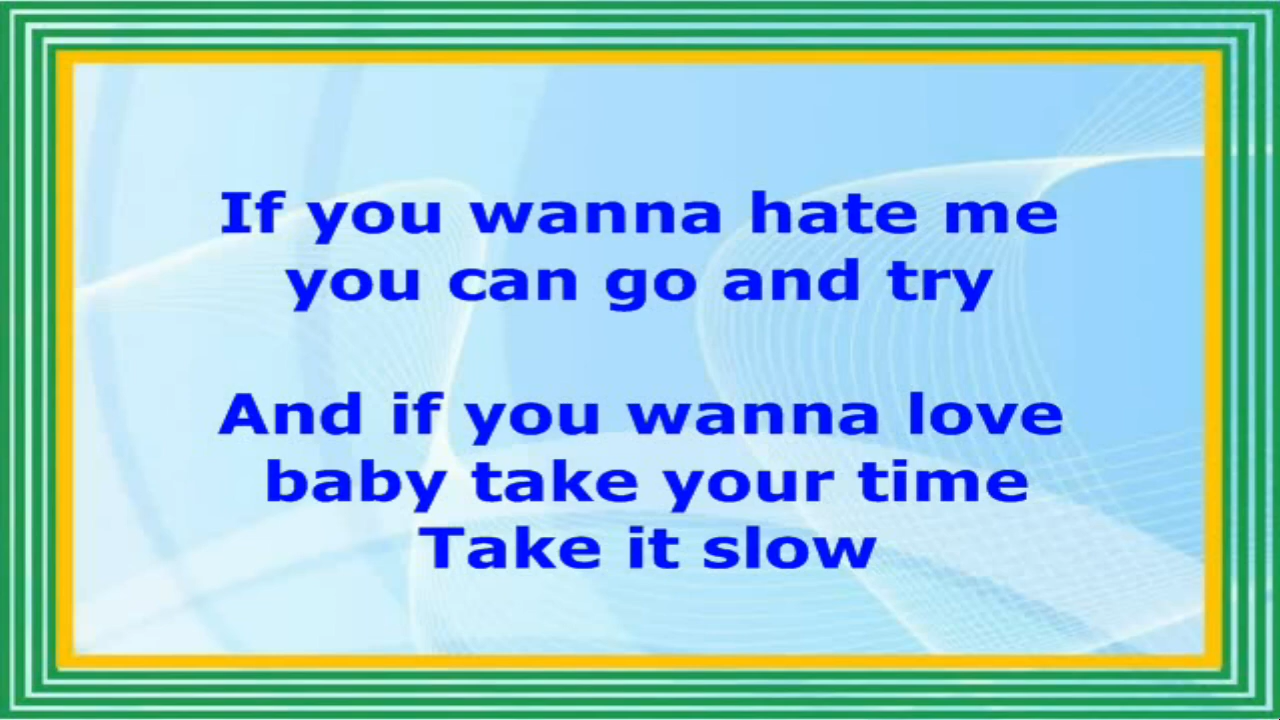 If you wanna hate me
you can go and try
And if you wanna love
baby take your time
Take it slow